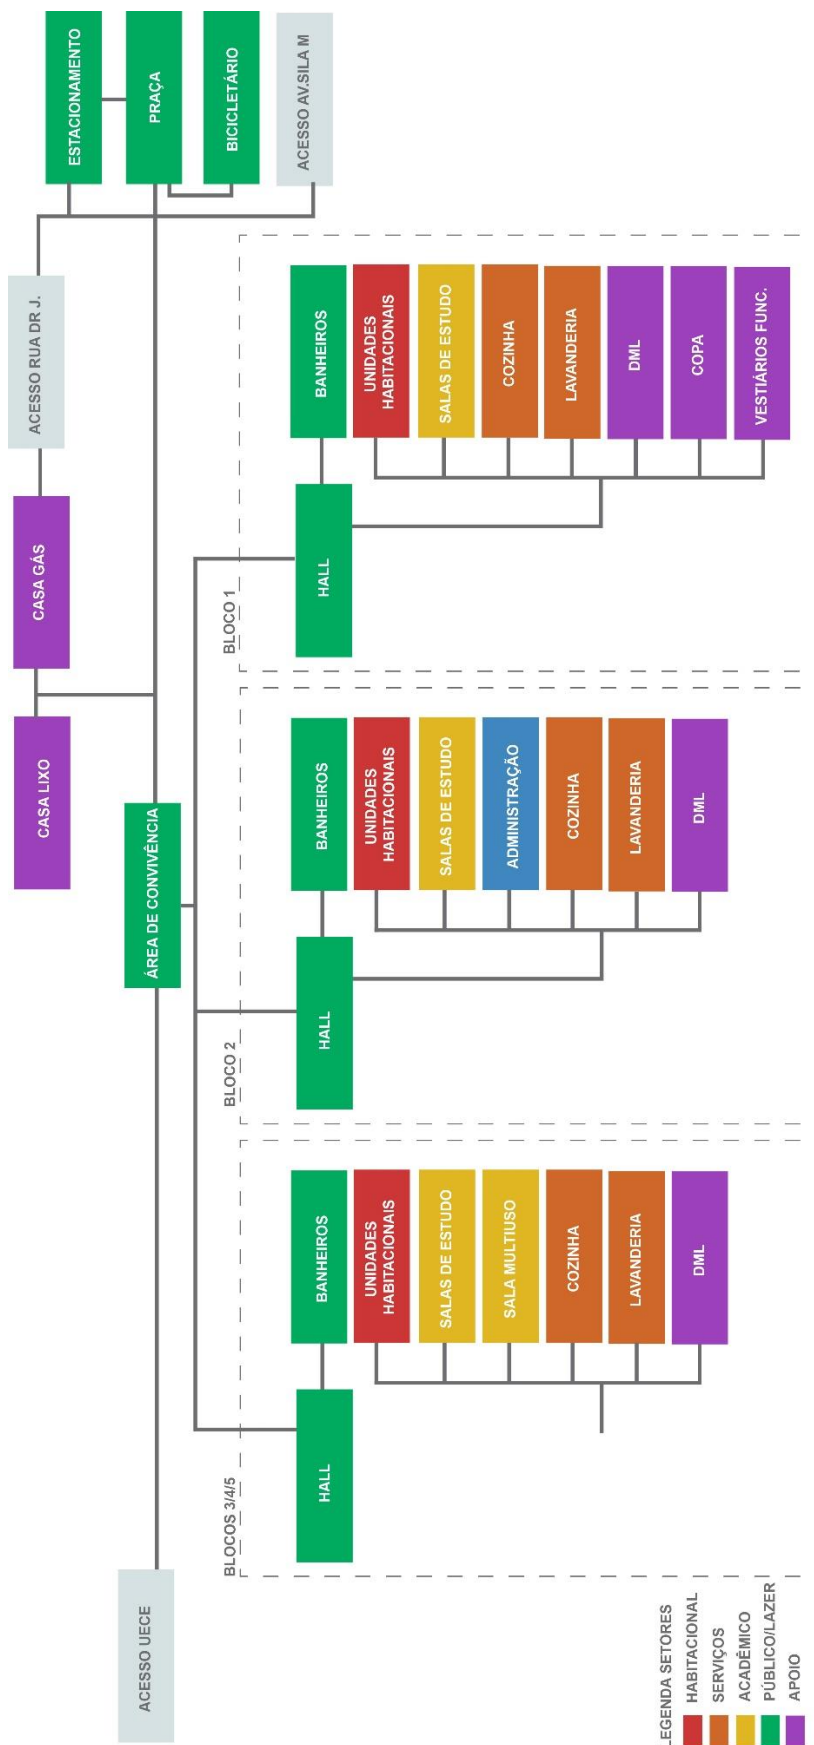 CASA LIXO
CASA GÁS
ACESSO RUA DR J.
ESTACIONAMENTO
PRAÇA
BICICLETÁRIO
ACESSO AV.SILA M
ACESSO UECE
ÁREA DE CONVIVÊNCIA
BLOCOS 3/4/5
HALL
BANHEIROS
UNIDADES
HABITACIONAIS
SALAS DE ESTUDO
SALA MULTIUSO
COZINHA
LAVANDERIA
DML
BLOCO 2
HALL
BANHEIROS
UNIDADES
HABITACIONAIS
SALAS DE ESTUDO
ADMINISTRAÇÃO
COZINHA
LAVANDERIA
DML
BLOCO 1
HALL
BANHEIROS
UNIDADES
HABITACIONAIS
SALAS DE ESTUDO
COZINHA
LAVANDERIA
DML
COPA
VESTIÁRIOS FUNC.
EGENDA SETORES
HABITACIONAL
SERVIÇOS
ACADÊMICO
PÚBLICO/LAZER
APOIO